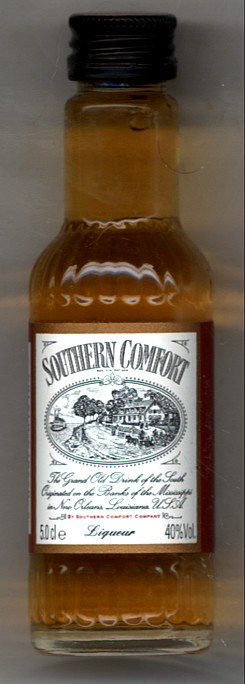 SOUTHERN COMFORT
The Grand Old Drink of the South
Originated on the Banks of the Mississippi
in New Orleans, Louisiana, U.S.A.
BY SOUTHERN COMFORT COMPANY
5.0 cl e Liqueur 40% Vol.